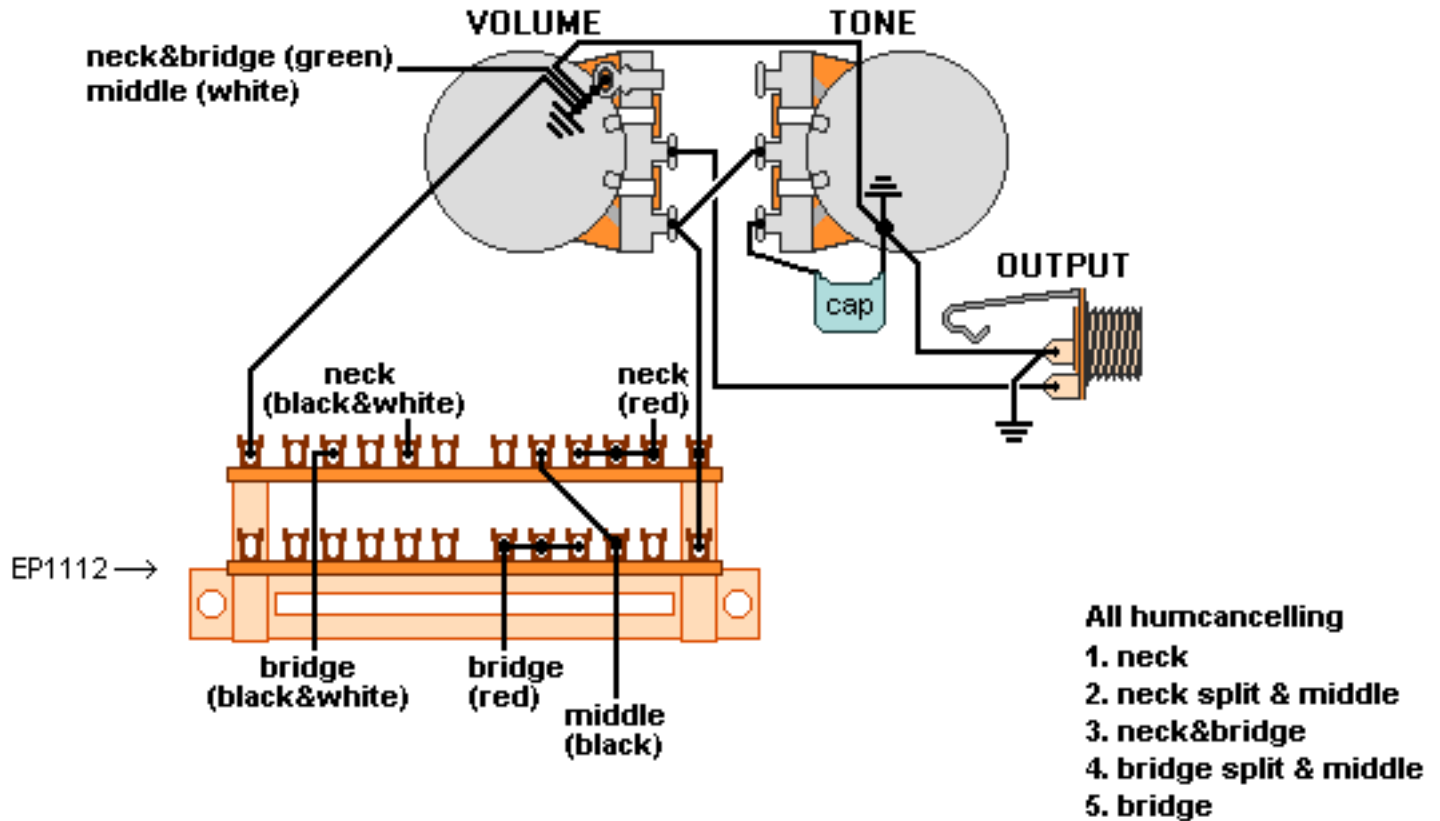 VOLUME
TONE
neck&bridge (green)
middle (white)
OUTPUT
cap
neck
(black&white)
neck
(red)
EP1112
bridge
(black&white)
bridge
(red)
middle
(black)
All humcancelling
1. neck
2. neck split & middle
3. neck&bridge
4. bridge split & middle
5. bridge